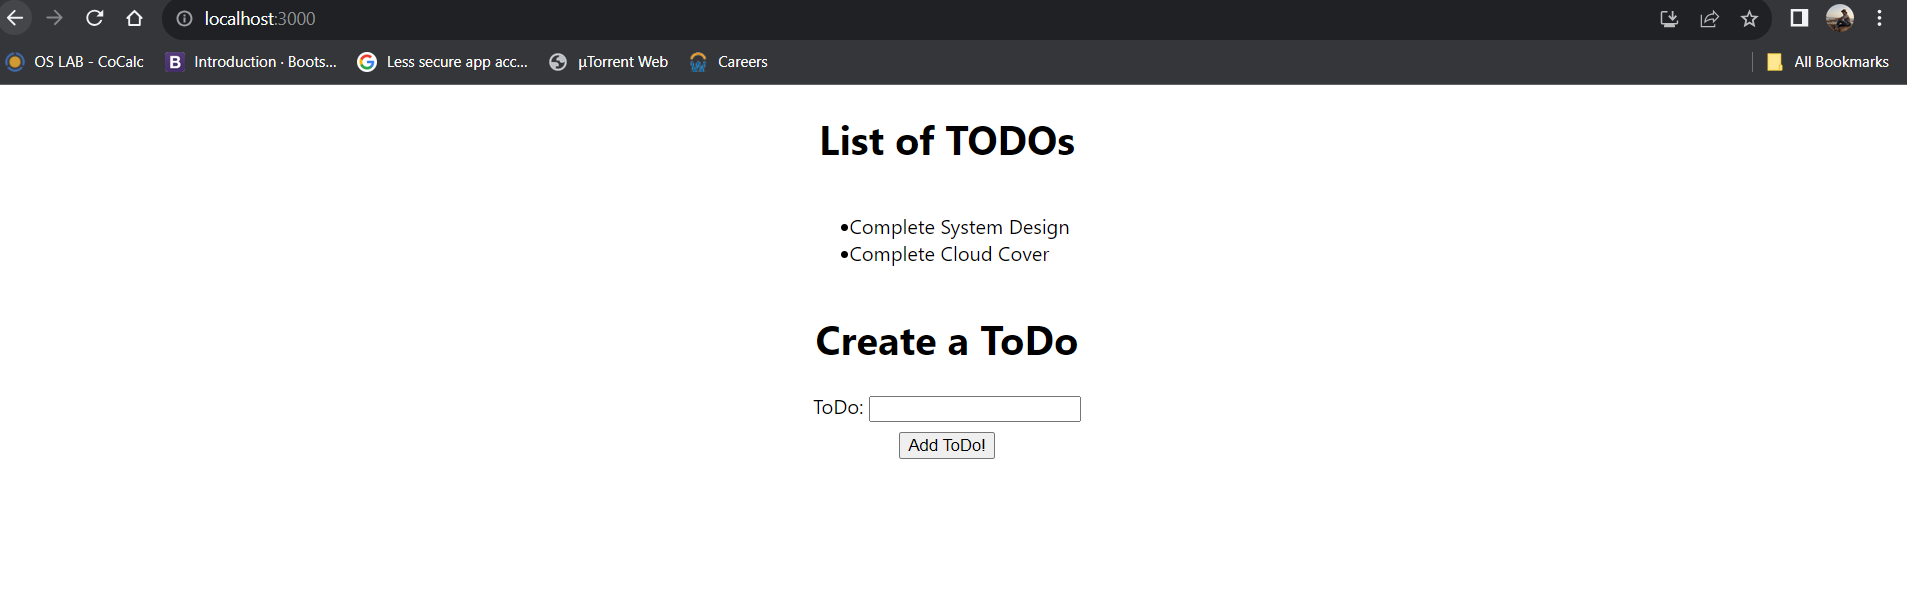 localhost:3000
OS LAB - CoCalc Introduction · Boots... Less secure app acc... µTorrent Web Careers All Bookmarks
List of TODOs
•Complete System Design
•Complete Cloud Cover
Create a ToDo
ToDo:
Add ToDo!